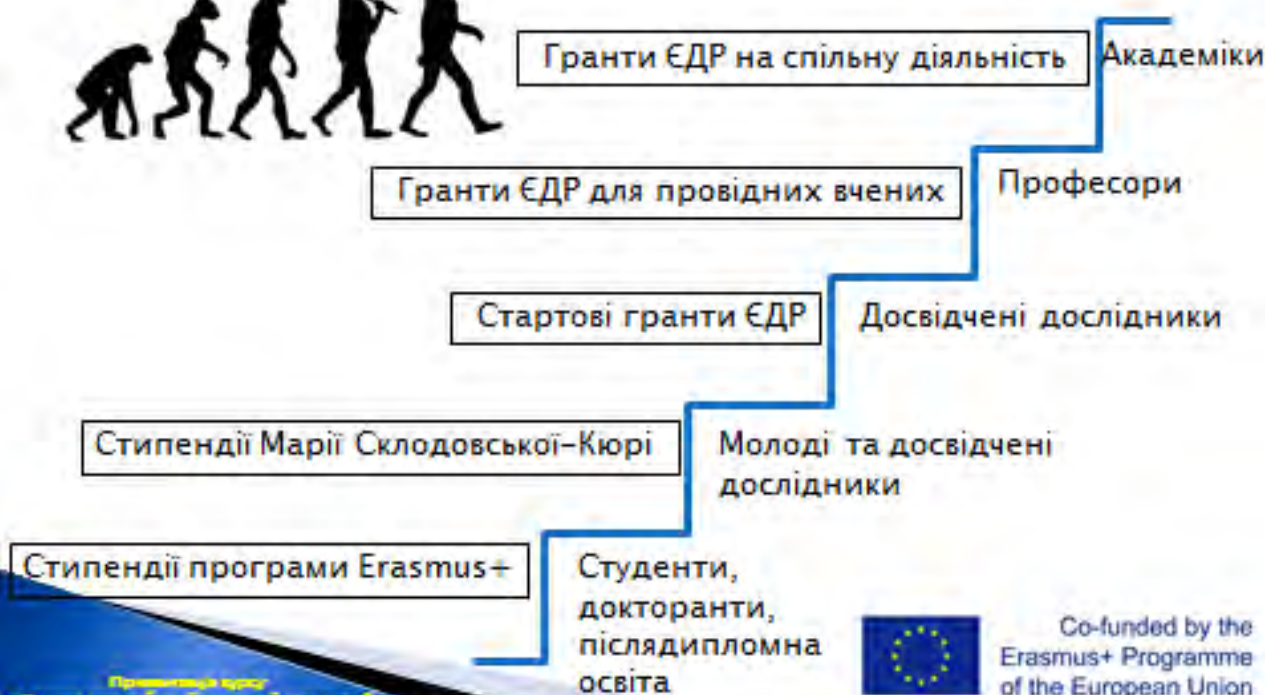 Гранти ЄДР на спільну діяльність
Академіки
Гранти ЄДР для провідних вчених
Професори
Стартові гранти ЄДР
Досвідчені дослідники
Стипендії Марії Склодовської-Кюрі
Молоді та досвідчені
дослідники
Стипендії програми Erasmus+
Студенти,
докторанти,
післядипломна
освіта
Co-funded by the
Erasmus+ Programme
of the European Union